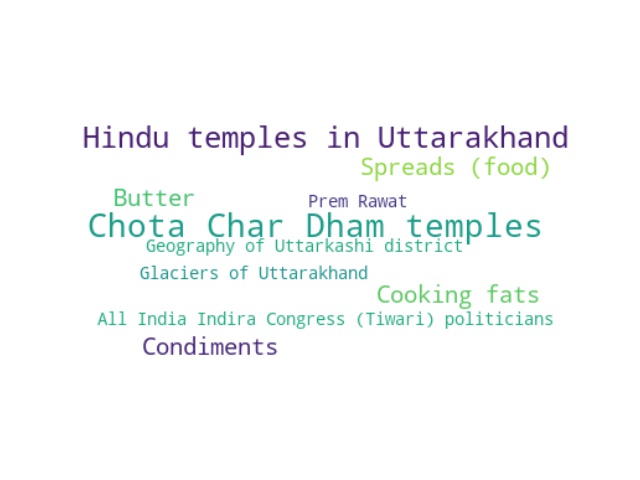 Hindu temples in Uttarakhand
Spreads (food)
Butter
Prem Rawat
Chota Char Dham temples
Geography of Uttarkashi district
Glaciers of Uttarakhand
Cooking fats
All India Indira Congress (Tiwari) politicians
Condiments